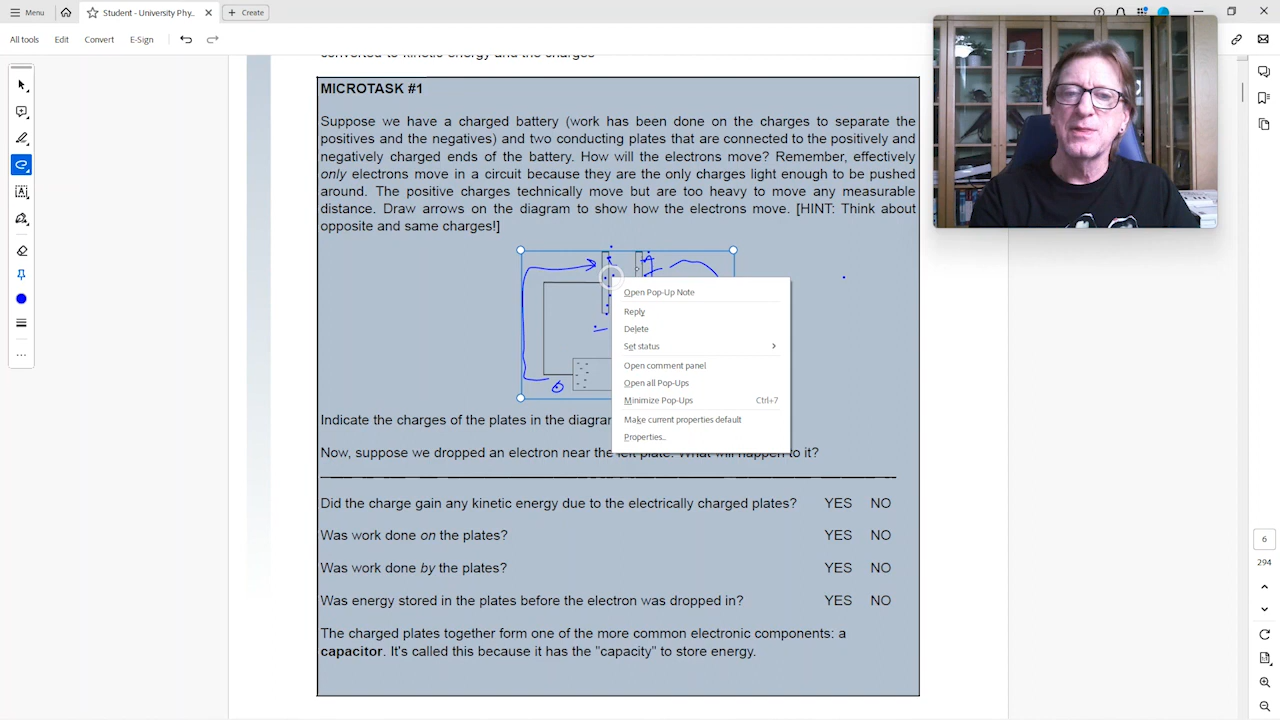 Menu
Student - University Phy...
Create
All tools
Edit
Convert
E-Sign
MICROTASK #1
Suppose we have a charged battery (work has been done on the charges to separate the
positives and the negatives) and two conducting plates that are connected to the positively and
negatively charged ends of the battery. How will the electrons move? Remember, effectively
only electrons move in a circuit because they are the only charges light enough to be pushed
around. The positive charges technically move but are too heavy to move any measurable
distance. Draw arrows on the diagram to show how the electrons move. [HINT: Think about
opposite and same charges!]
Open Pop-Up Note
Reply
Delete
Set status
Open comment panel
Open all Pop-Ups
Minimize Pop-Ups Ctrl+7
Make current properties default
Properties...
Indicate the charges of the plates in the diagra
Now, suppose we dropped an electron near the left plate. What will happen to it?
Did the charge gain any kinetic energy due to the electrically charged plates? YES NO
Was work done on the plates? YES NO
Was work done by the plates? YES NO
Was energy stored in the plates before the electron was dropped in? YES NO
The charged plates together form one of the more common electronic components: a
capacitor. It's called this because it has the "capacity" to store energy.
6
294